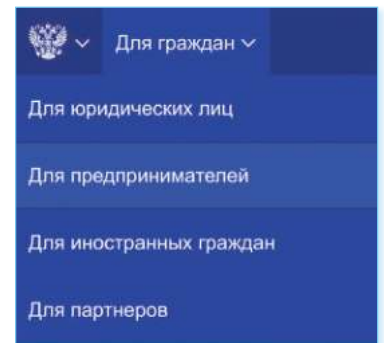 Для граждан
Для юридических лиц
Для предпринимателей
Для иностранных граждан
Для партнеров